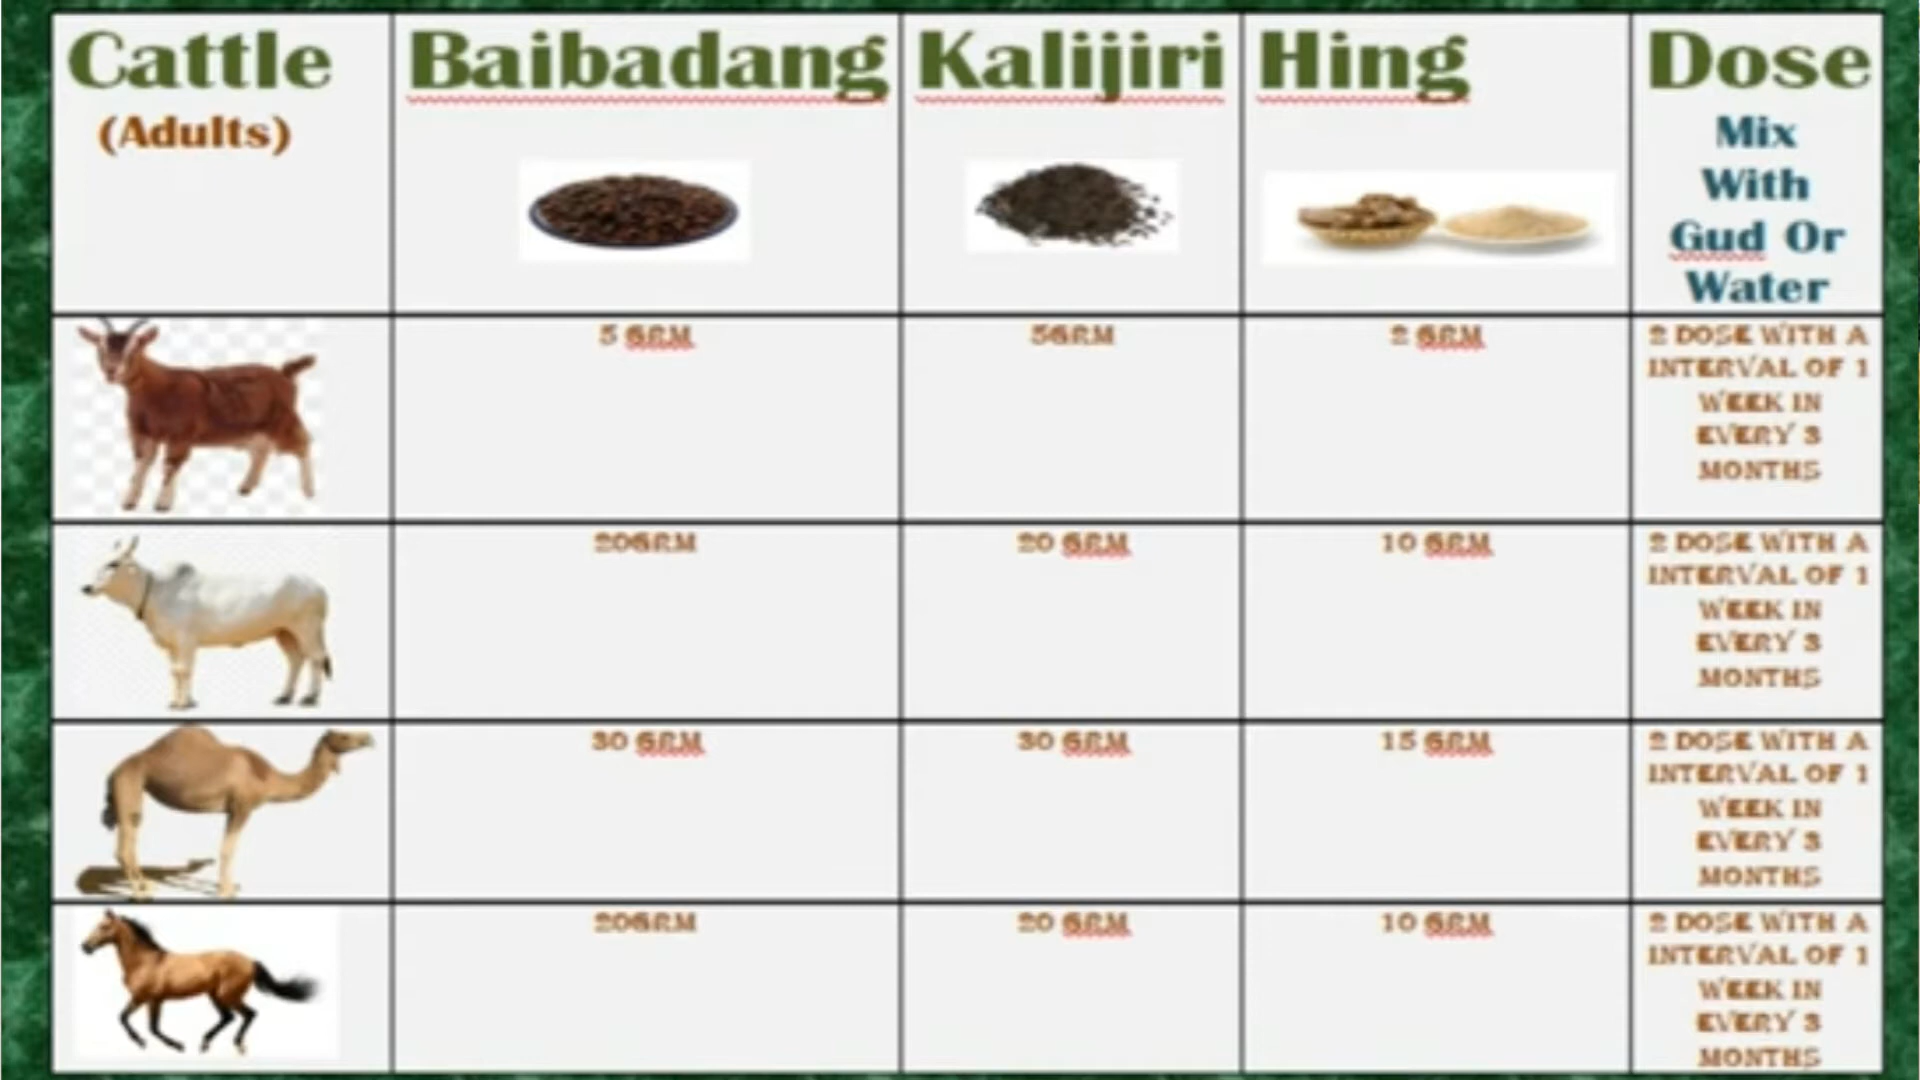 Cattle
(Adults)
Baibadang
Kalijiri
Hing
Dose
Mix
With
Gud Or
Water
5 GRM
5GRM
2 GRM
2 DOSE WITH A
INTERVAL OF 1
WEEK IN
EVERY 3
MONTHS
20GRM
20 GRM
10 GRM
2 DOSE WITH A
INTERVAL OF 1
WEEK IN
EVERY 3
MONTHS
30 GRM
30 GRM
15 GRM
2 DOSE WITH A
INTERVAL OF 1
WEEK IN
EVERY 3
MONTHS
20GRM
20 GRM
10 GRM
2 DOSE WITH A
INTERVAL OF 1
WEEK IN
EVERY 3
MONTHS